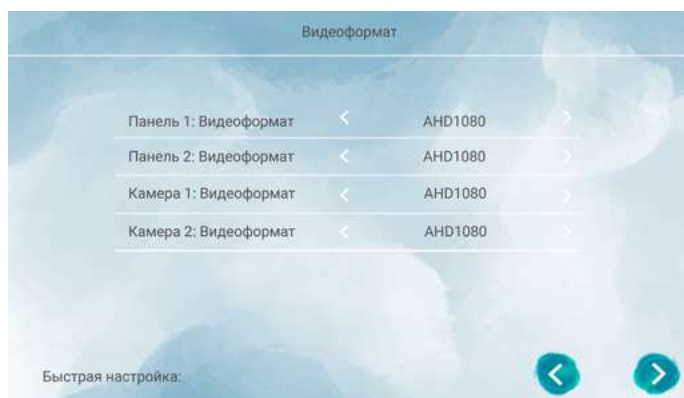 Видеоформат
Панель 1: Видеоформат AHD1080
Панель 2: Видеоформат AHD1080
Камера 1: Видеоформат AHD1080
Камера 2: Видеоформат AHD1080
Быстрая настройка: